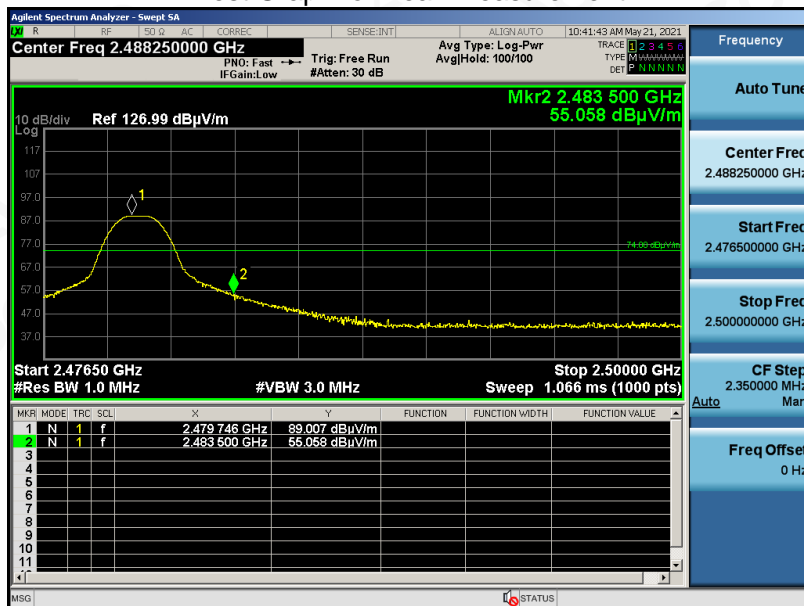 Agilent Spectrum Analyzer - Swept SA
LXI R RF 50 Ω AC CORREC SENSE:INT ALIGN AUTO 10:41:43 AM May 21, 2021
Center Freq 2.488250000 GHz Avg Type: Log-Pwr TRACE 1 2 3 4 5 6
PNO: Fast Trig: Free Run Avg|Hold: 100/100 TYPE M
IFGain:Low #Atten: 30 dB DET P N N N N N
Mkr2 2.483 500 GHz
10 dB/div Ref 126.99 dBµV/m 55.058 dBµV/m
Log
117
107
97.0
1
87.0
77.0
74.00 dBµV/m
67.0
2
57.0
47.0
37.0
Start 2.47650 GHz Stop 2.50000 GHz
#Res BW 1.0 MHz #VBW 3.0 MHz Sweep 1.066 ms (1000 pts)
MKR MODE TRC SCL X Y FUNCTION FUNCTION WIDTH FUNCTION VALUE
1 N 1 f 2.479 746 GHz 89.007 dBµV/m
2 N 1 f 2.483 500 GHz 55.058 dBµV/m
3
4
5
6
7
8
9
10
11
MSG STATUS
Frequency
Auto Tune
Center Freq
2.488250000 GHz
Start Freq
2.476500000 GHz
Stop Freq
2.500000000 GHz
CF Step
2.350000 MHz
Auto Man
Freq Offset
0 Hz